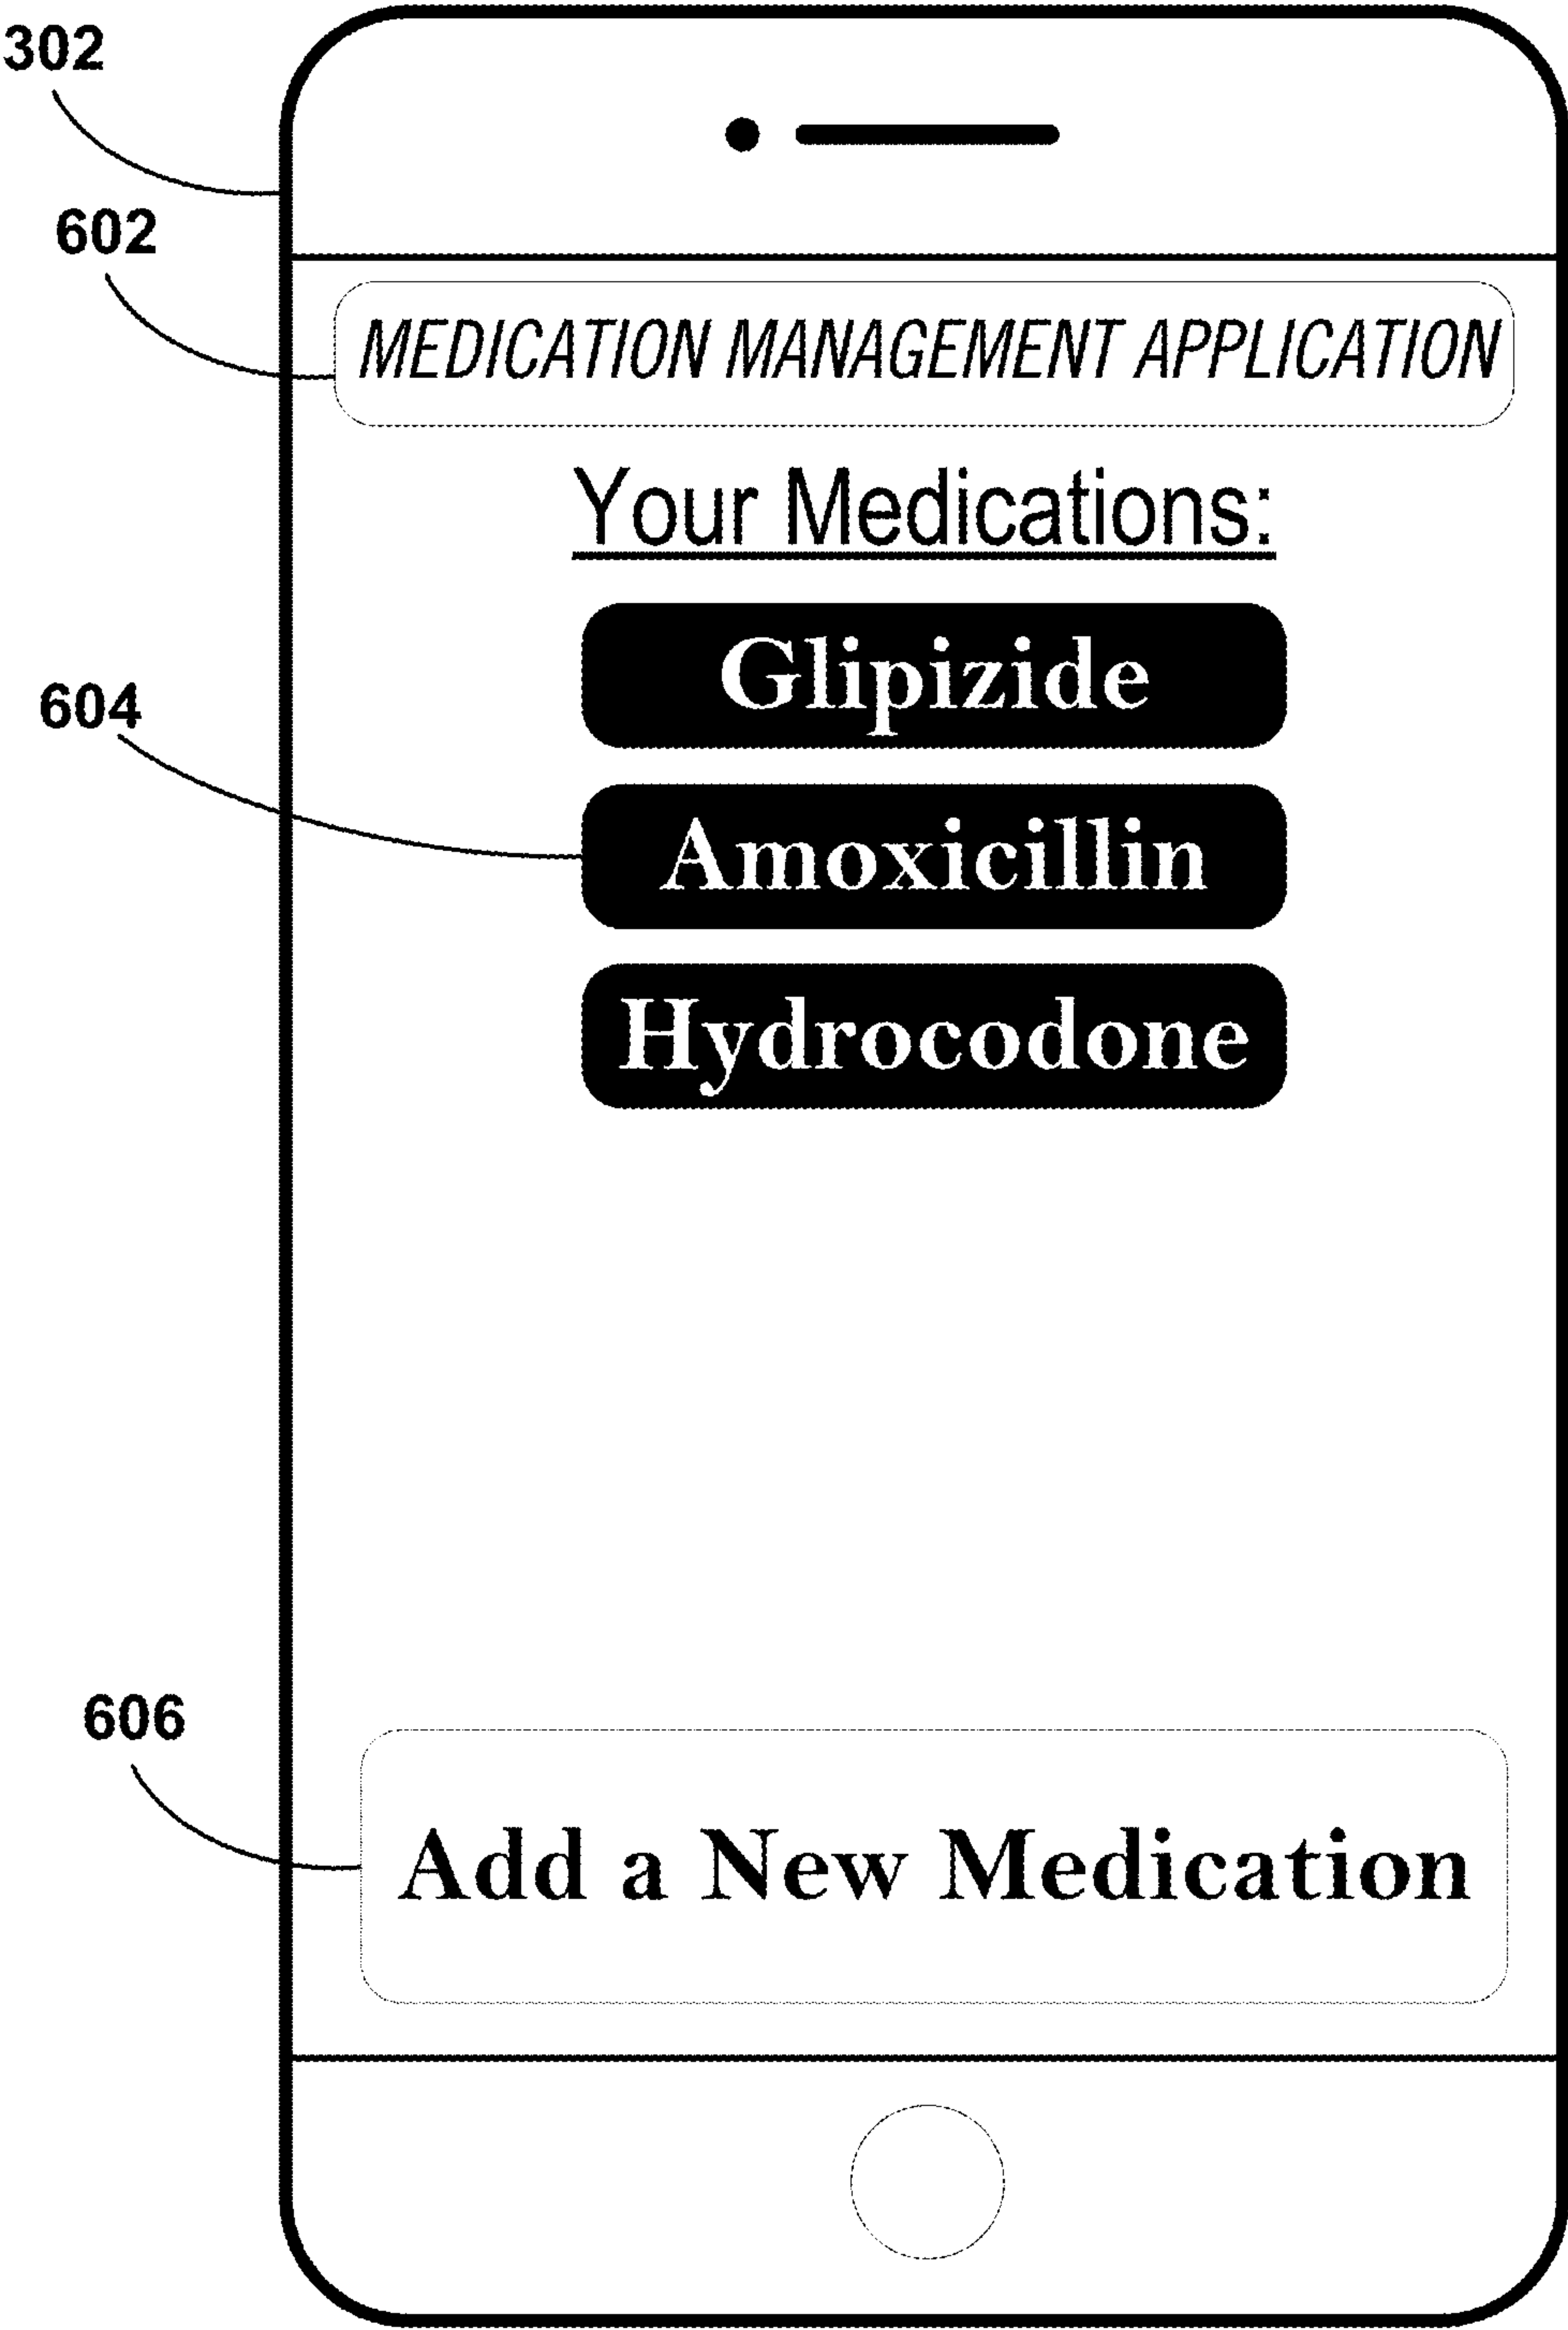 302
602
MEDICATION MANAGEMENT APPLICATION
Your Medications:
Glipizide
604
Amoxicillin
Hydrocodone
606
Add a New Medication